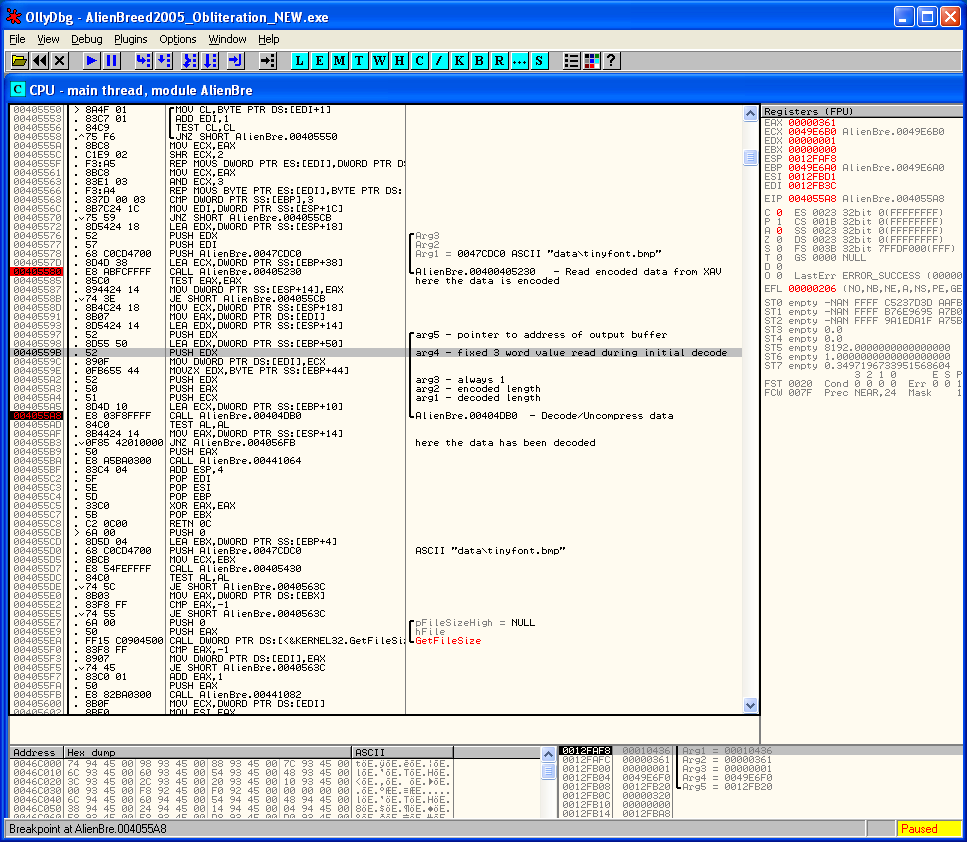 OllyDbg - AlienBreed2005_Obliteration_NEW.exe
File View Debug Plugins Options Window Help
L E M T W H C / K B R ... S ?
C CPU - main thread, module AlienBre
00405550 > 8A4F 01 MOV CL,BYTE PTR DS:[EDI+1]
00405553 . 83C7 01 ADD EDI,1
00405556 . 84C9 TEST CL,CL
00405558 .^75 F6 JNZ SHORT AlienBre.00405550
0040555A . 8BC8 MOV ECX,EAX
0040555C . C1E9 02 SHR ECX,2
0040555F . F3:A5 REP MOVS DWORD PTR ES:[EDI],DWORD PTR D:
00405561 . 8BC8 MOV ECX,EAX
00405563 . 83E1 03 AND ECX,3
00405566 . F3:A4 REP MOVS BYTE PTR ES:[EDI],BYTE PTR DS:
00405568 . 837D 00 03 CMP DWORD PTR SS:[EBP],3
0040556C . 8B7C24 1C MOV EDI,DWORD PTR SS:[ESP+1C]
00405570 .v75 59 JNZ SHORT AlienBre.004055CB
00405572 . 8D5424 18 LEA EDX,DWORD PTR SS:[ESP+18]
00405576 . 52 PUSH EDX Arg3
00405577 . 57 PUSH EDI Arg2
00405578 . 68 C0CD4700 PUSH AlienBre.0047CDC0 Arg1 = 0047CDC0 ASCII "data\tinyfont.bmp"
0040557D . 8D4D 38 LEA ECX,DWORD PTR SS:[EBP+38]
00405580 . E8 ABFCFFFF CALL AlienBre.00405230 AlienBre.00400405230 - Read encoded data from XAV
00405585 . 85C0 TEST EAX,EAX here the data is encoded
00405587 . 894424 14 MOV DWORD PTR SS:[ESP+14],EAX
0040558B .v74 3E JE SHORT AlienBre.004055CB
0040558D . 8B4C24 18 MOV ECX,DWORD PTR SS:[ESP+18]
00405591 . 8B07 MOV EAX,DWORD PTR DS:[EDI]
00405593 . 8D5424 14 LEA EDX,DWORD PTR SS:[ESP+14]
00405597 . 52 PUSH EDX arg5 - pointer to address of output buffer
00405598 . 8D55 50 LEA EDX,DWORD PTR SS:[EBP+50]
0040559B . 52 PUSH EDX arg4 - fixed 3 word value read during initial decode
0040559C . 890F MOV DWORD PTR DS:[EDI],ECX
0040559E . 0FB655 44 MOVZX EDX,BYTE PTR SS:[EBP+44]
004055A2 . 52 PUSH EDX arg3 - always 1
004055A3 . 50 PUSH EAX arg2 - encoded length
004055A4 . 51 PUSH ECX arg1 - decoded length
004055A5 . 8D4D 10 LEA ECX,DWORD PTR SS:[EBP+10]
004055A8 . E8 03F8FFFF CALL AlienBre.00404DB0 AlienBre.00404DB0 - Decode/Uncompress data
004055AD . 84C0 TEST AL,AL
004055AF . 8B4424 14 MOV EAX,DWORD PTR SS:[ESP+14]
004055B3 .v0F85 42010000 JNZ AlienBre.004056FB here the data has been decoded
004055B9 . 50 PUSH EAX
004055BA . E8 A5BA0300 CALL AlienBre.00441064
004055BF . 83C4 04 ADD ESP,4
004055C2 . 5F POP EDI
004055C3 . 5E POP ESI
004055C4 . 5D POP EBP
004055C5 . 33C0 XOR EAX,EAX
004055C7 . 5B POP EBX
004055C8 . C2 0C00 RETN 0C
004055CB > 6A 00 PUSH 0
004055CD . 8D5D 04 LEA EBX,DWORD PTR SS:[EBP+4]
004055D0 . 68 C0CD4700 PUSH AlienBre.0047CDC0 ASCII "data\tinyfont.bmp"
004055D5 . 8BCB MOV ECX,EBX
004055D7 . E8 54FEFFFF CALL AlienBre.00405430
004055DC . 84C0 TEST AL,AL
004055DE .v74 5C JE SHORT AlienBre.0040563C
004055E0 . 8B03 MOV EAX,DWORD PTR DS:[EBX]
004055E2 . 83F8 FF CMP EAX,-1
004055E5 .v74 55 JE SHORT AlienBre.0040563C
004055E7 . 6A 00 PUSH 0 pFileSizeHigh = NULL
004055E9 . 50 PUSH EAX hFile
004055EA . FF15 C0904500 CALL DWORD PTR DS:[<&KERNEL32.GetFileSi: GetFileSize
004055F0 . 83F8 FF CMP EAX,-1
004055F3 . 8907 MOV DWORD PTR DS:[EDI],EAX
004055F5 .v74 45 JE SHORT AlienBre.0040563C
004055F7 . 83C0 01 ADD EAX,1
004055FA . 50 PUSH EAX
004055FB . E8 82BA0300 CALL AlienBre.00441082
00405600 . 8B0F MOV ECX,DWORD PTR DS:[EDI]
00405602 . 8BF0 MOV ESI,EAX
Registers (FPU)
EAX 00000361
ECX 0049E6B0 AlienBre.0049E6B0
EDX 00000001
EBX 00000000
ESP 0012FAF8
EBP 0049E6A0 AlienBre.0049E6A0
ESI 0012FBD1
EDI 0012FB3C
EIP 004055A8 AlienBre.004055A8
C 0 ES 0023 32bit 0(FFFFFFFF)
P 1 CS 001B 32bit 0(FFFFFFFF)
A 0 SS 0023 32bit 0(FFFFFFFF)
Z 0 DS 0023 32bit 0(FFFFFFFF)
S 0 FS 003B 32bit 7FFDF000(FFF)
T 0 GS 0000 NULL
D 0
O 0 LastErr ERROR_SUCCESS (00000
EFL 00000206 (NO,NB,NE,A,NS,PE,GE
ST0 empty -NAN FFFF C5237D3D AAFB
ST1 empty -NAN FFFF B76E9695 A7B0
ST2 empty -NAN FFFF 9A1EDA1F A75B
ST3 empty 0.0
ST4 empty 0.0
ST5 empty 8192.0000000000000000
ST6 empty 1.0000000000000000000
ST7 empty 0.3497196733951568604
3 2 1 0 E S P
FST 0020 Cond 0 0 0 0 Err 0 0 1
FCW 007F Prec NEAR,24 Mask 1
Address Hex dump ASCII
0046C000 74 94 45 00 98 93 45 00 88 93 45 00 7C 93 45 00
0046C010 6C 93 45 00 60 93 45 00 54 93 45 00 48 93 45 00
0046C020 3C 93 45 00 2C 93 45 00 20 93 45 00 10 93 45 00
0046C030 00 93 45 00 F8 92 45 00 F0 92 45 00 00 00 00 00
0046C040 6C 94 45 00 60 94 45 00 54 94 45 00 48 94 45 00
0046C050 38 94 45 00 24 94 45 00 14 94 45 00 04 94 45 00
0012FAF8 00010436 Arg1 = 00010436
0012FAFC 00000361 Arg2 = 00000361
0012FB00 00000001 Arg3 = 00000001
0012FB04 0049E6F0 Arg4 = 0049E6F0
0012FB08 0012FB20 Arg5 = 0012FB20
0012FB0C 00000320
0012FB10 00000000
0012FB14 0012FBA8
Breakpoint at AlienBre.004055A8 Paused